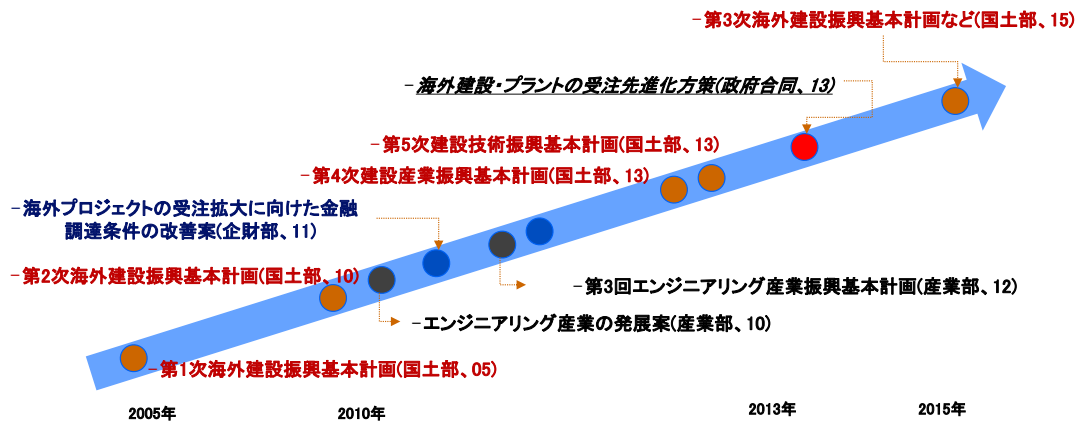 -第3次海外建設振興基本計画など(国土部、15)
-海外建設・プラントの受注先進化方策(政府合同、13)
-第5次建設技術振興基本計画(国土部、13)
-第4次建設産業振興基本計画(国土部、13)
-海外プロジェクトの受注拡大に向けた金融
調達条件の改善案(企財部、11)
-第2次海外建設振興基本計画(国土部、10)
-第3回エンジニアリング産業振興基本計画(産業部、12)
-エンジニアリング産業の発展案(産業部、10)
-第1次海外建設振興基本計画(国土部、05)
2005年
2010年
2013年
2015年